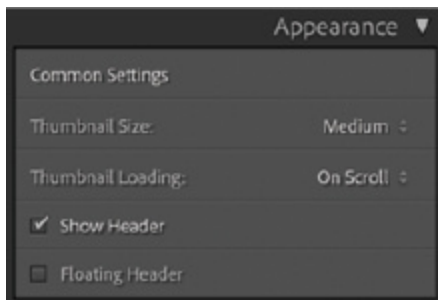 Appearance
Common Settings
Thumbnail Size: Medium
Thumbnail Loading: On Scroll
Show Header
Floating Header